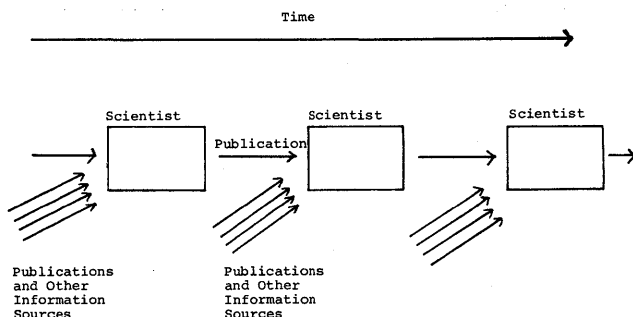 Time
Scientist
Scientist
Scientist
Publication
Publications
and Other
Information
Sources
Publications
and Other
Information
Sources